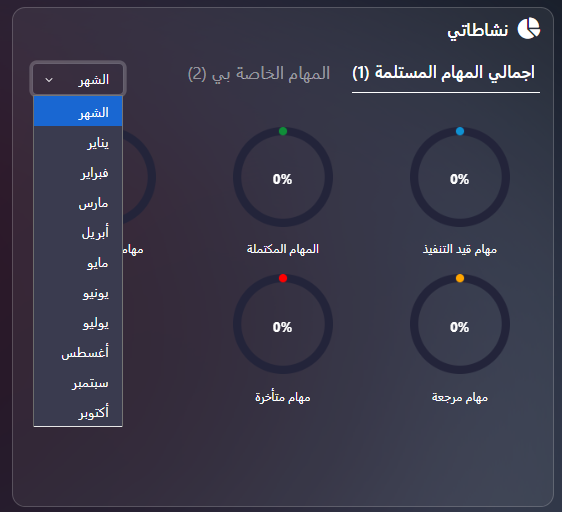 نشاطاتي
اجمالي المهام المستلمة (1)
المهام الخاصة بي (2)
الشهر
الشهر
يناير
فبراير
مارس
أبريل
مايو
يونيو
يوليو
أغسطس
سبتمبر
أكتوبر
0%
0%
مهام قيد التنفيذ
المهام المكتملة
مهام
0%
0%
مهام مرجعة
مهام متأخرة